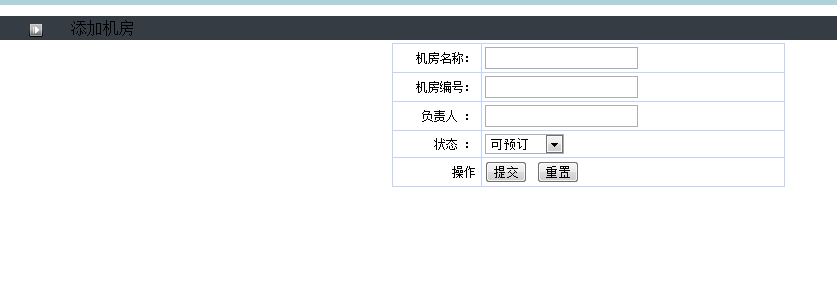 添加机房
机房名称：
机房编号：
负责人 ：
状态 ： 可预订
操作 提交 重置